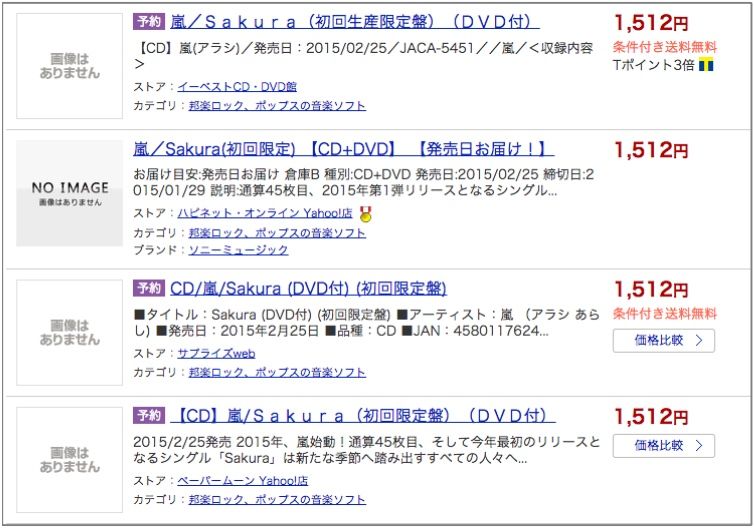 画像は
ありません
予約 嵐／Ｓａｋｕｒａ（初回生産限定盤）（ＤＶＤ付）
【CD】嵐(アラシ)／発売日：2015/02/25／JACA-5451／／嵐／＜収録内容
＞
ストア：イーベストCD・DVD館
カテゴリ：邦楽ロック、ポップスの音楽ソフト
1,512円
条件付き送料無料
Tポイント3倍
NO IMAGE
画像はありません
嵐／Sakura(初回限定) 【CD+DVD】 【発売日お届け！】
お届け目安:発売日お届け 倉庫B 種別:CD+DVD 発売日:2015/02/25 締切日:2
015/01/29 説明:通算45枚目、2015年第1弾リリースとなるシングル...
ストア：ハピネット・オンライン Yahoo!店
カテゴリ：邦楽ロック、ポップスの音楽ソフト
ブランド：ソニーミュージック
1,512円
画像は
ありません
予約 CD/嵐/Sakura (DVD付) (初回限定盤)
■タイトル：Sakura (DVD付) (初回限定盤) ■アーティスト：嵐 （アラシ あら
し) ■発売日：2015年2月25日 ■品種：CD ■JAN：4580117624...
ストア：サプライズweb
カテゴリ：邦楽ロック、ポップスの音楽ソフト
1,512円
条件付き送料無料
価格比較
画像は
ありません
予約 【CD】嵐/Ｓａｋｕｒａ（初回限定盤）（ＤＶＤ付）
2015/2/25発売 2015年、嵐始動！通算45枚目、そして今年最初のリリースと
なるシングル「Sakura」は新たな季節へ踏み出すすべての人々へ...
ストア：ペーパームーン Yahoo!店
カテゴリ：邦楽ロック、ポップスの音楽ソフト
1,512円
価格比較